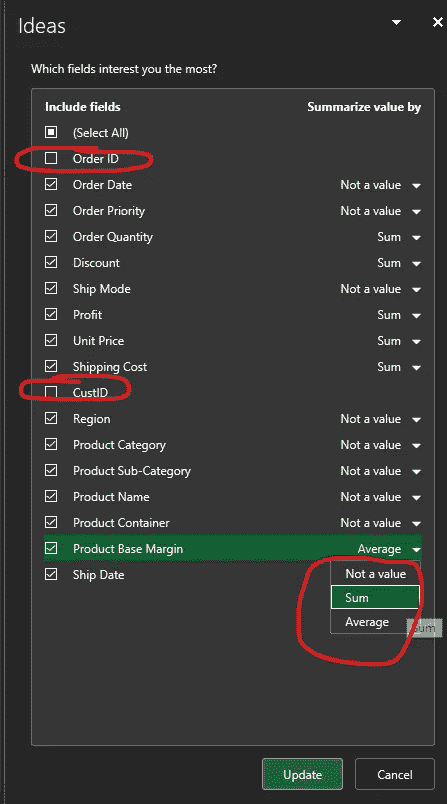 Ideas
Which fields interest you the most?
Include fields Summarize value by
(Select All)
Order ID
Order Date Not a value
Order Priority Not a value
Order Quantity Sum
Discount Sum
Ship Mode Not a value
Profit Sum
Unit Price Sum
Shipping Cost Sum
CustID
Region Not a value
Product Category Not a value
Product Sub-Category Not a value
Product Name Not a value
Product Container Not a value
Product Base Margin Average
Ship Date
Not a value
Sum
Average
Sum
Update Cancel